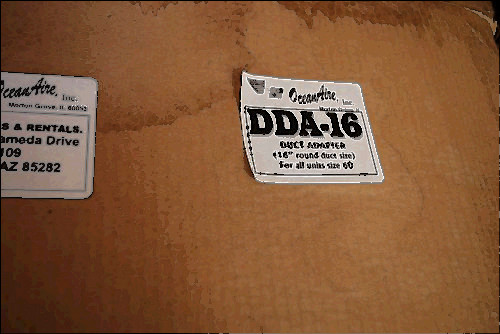 OceanAire, Inc.
Morton Grove, IL 60053
S & RENTALS.
ameda Drive
109
AZ 85282
OceanAire, Inc.
Morton Grove, IL
DDA-16
DUCT ADAPTER
(16" round duct size)
For all units size 60